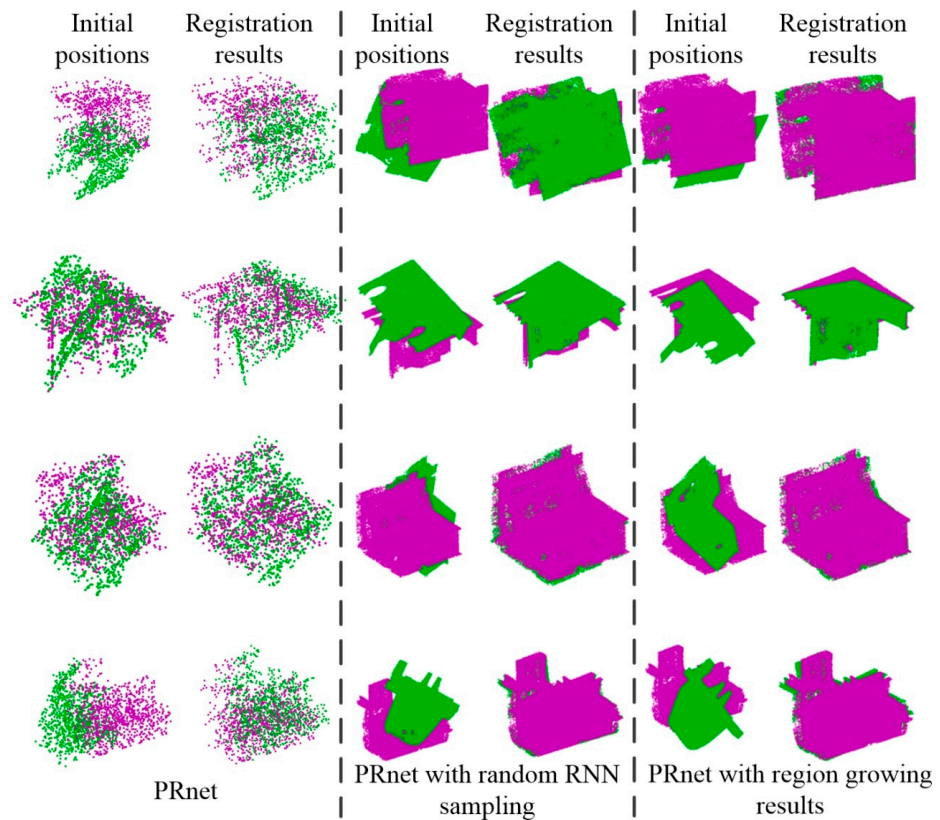 Initial positions
Registration results
Initial positions
Registration results
Initial positions
Registration results
PRnet
PRnet with random RNN
sampling
PRnet with region growing
results